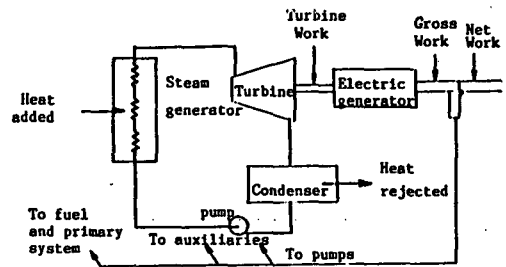 Turbine
Work
Gross
Work
Net
Work
Steam
generator
Turbine
Electric
generator
Heat
added
Condenser
Heat
rejected
pump
To fuel
and primary
system
To auxiliaries
To pumps